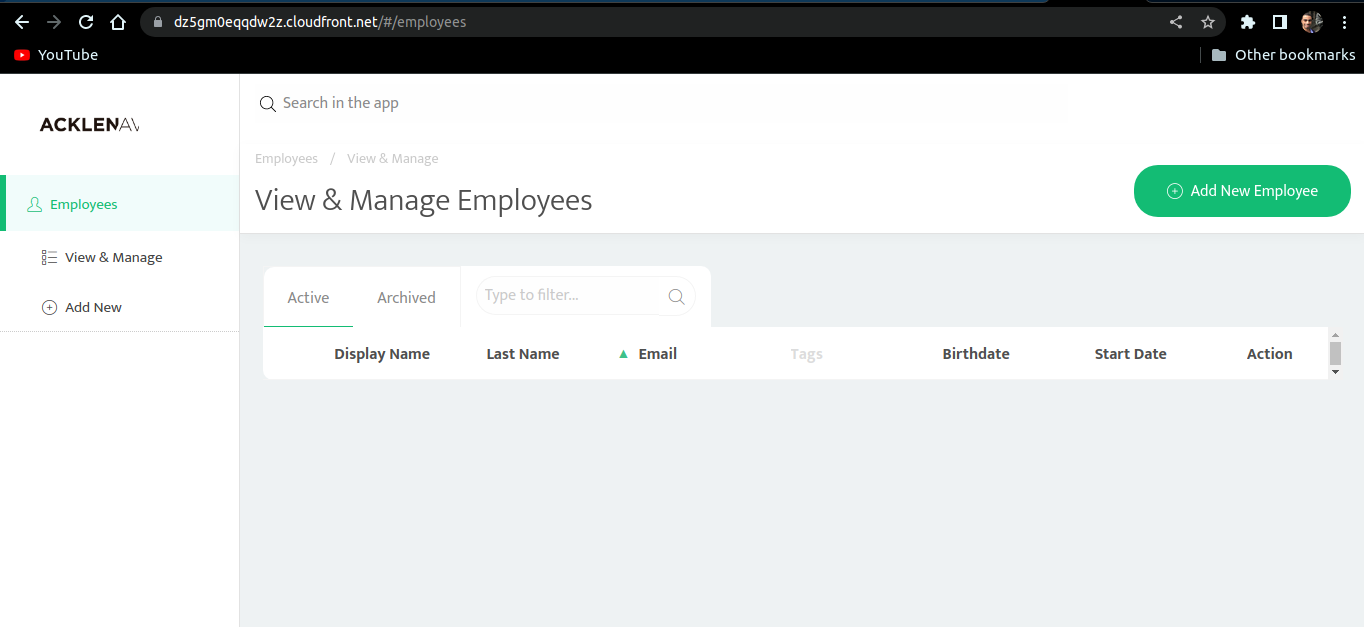 dz5gm0eqqdw2z.cloudfront.net/#/employees
YouTube
Other bookmarks
ACKLENAV
Search in the app
Employees / View & Manage
View & Manage Employees
Add New Employee
Employees
View & Manage
Add New
Active Archived Type to filter...
Display Name Last Name ▲ Email Tags Birthdate Start Date Action